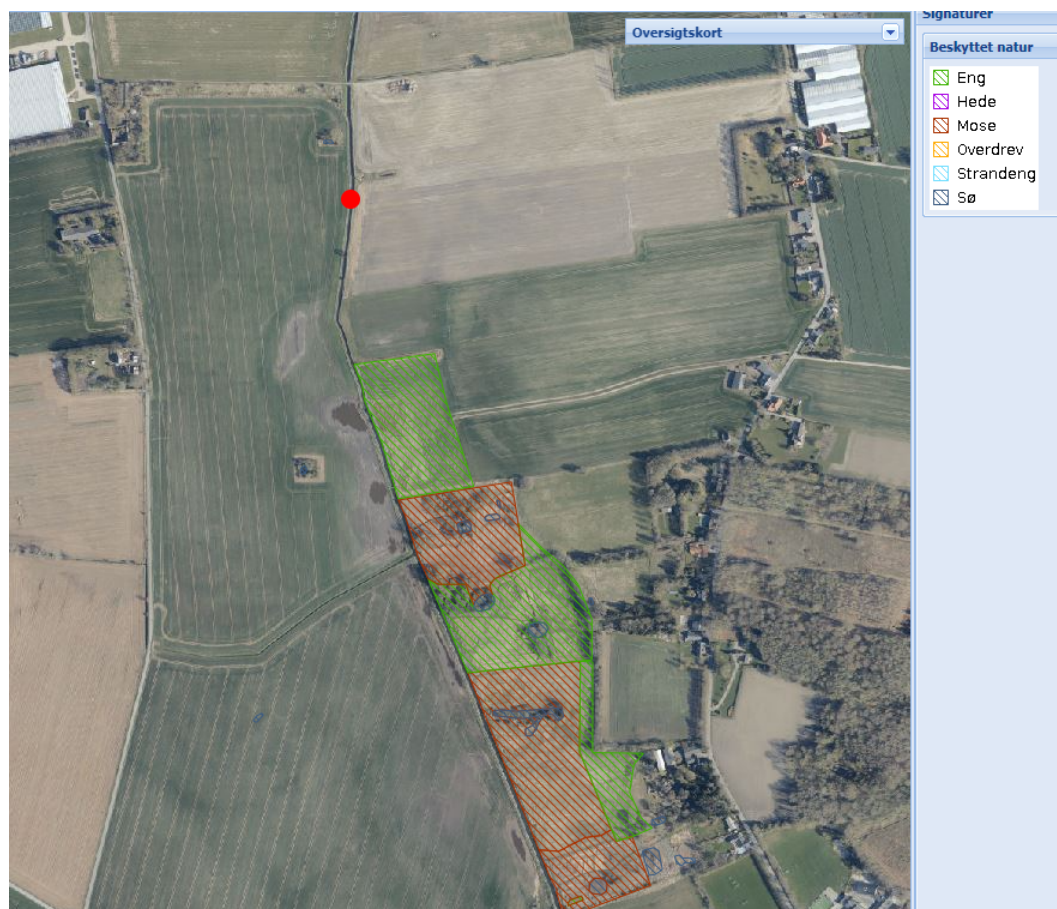 Oversigtskort
Signaturer
Beskyttet natur
Eng
Hede
Mose
Overdrev
Strandeng
Sø